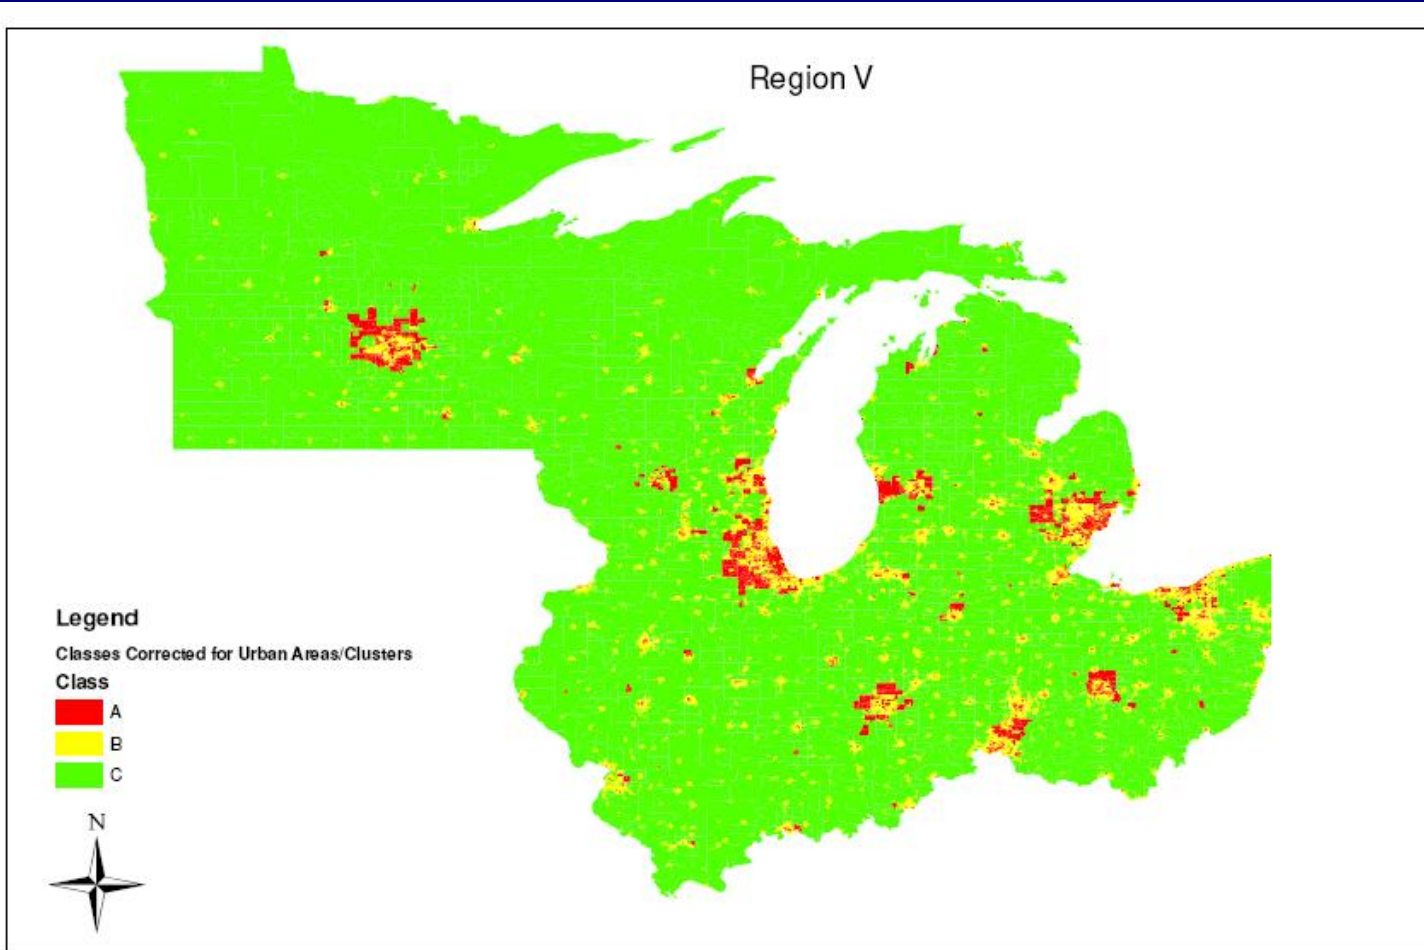 Region V
Legend
Classes Corrected for Urban Areas/Clusters
Class
A
B
C
N